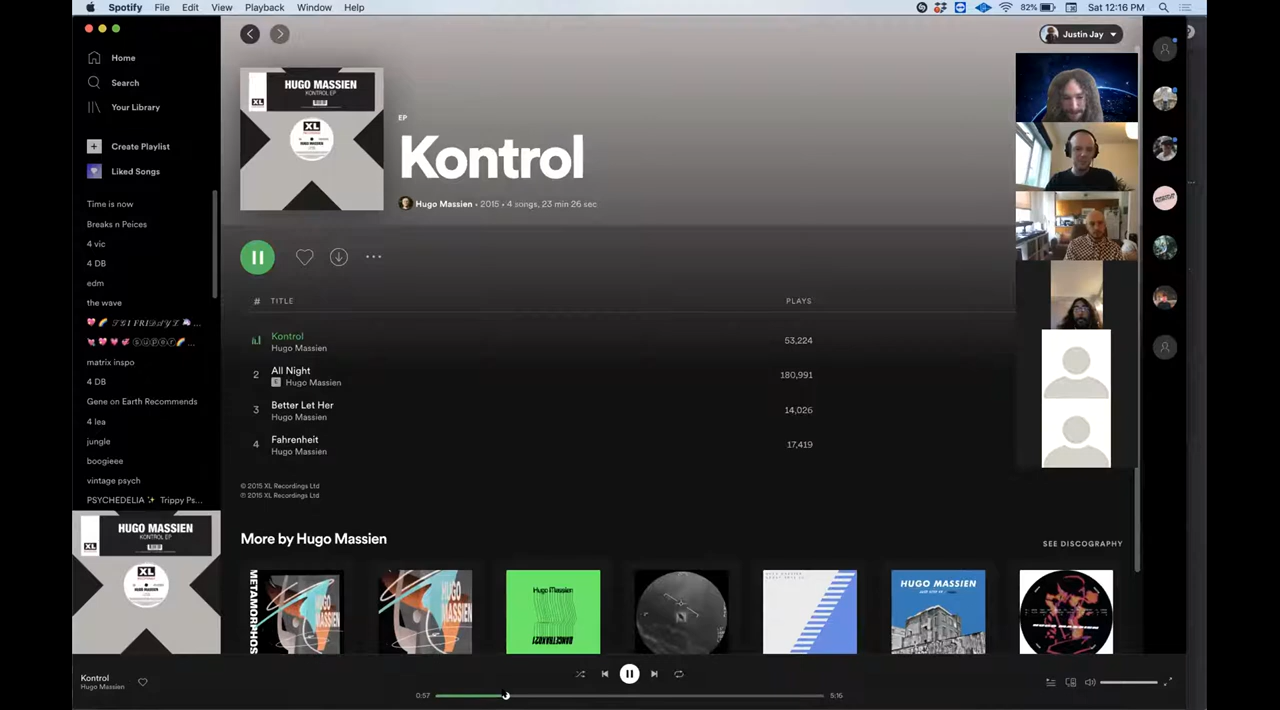 Spotify File Edit View Playback Window Help
82% Sat 12:16 PM
Home
Search
Your Library
Create Playlist
Liked Songs
Time is now
Breaks n Peices
4 vic
4 DB
edm
the wave
matrix inspo
4 DB
Gene on Earth Recommends
4 lea
jungle
boogieee
vintage psych
PSYCHEDELIA ✨ Trippy Ps...
HUGO MASSIEN
KONTROL EP
XL
Justin Jay
HUGO MASSIEN
KONTROL EP
XL
EP
Kontrol
Hugo Massien • 2015 • 4 songs, 23 min 26 sec
# TITLE PLAYS
Kontrol
Hugo Massien
53,224
2 All Night
E Hugo Massien
180,991
3 Better Let Her
Hugo Massien
14,026
4 Fahrenheit
Hugo Massien
17,419
© 2015 XL Recordings Ltd
℗ 2015 XL Recordings Ltd
More by Hugo Massien
SEE DISCOGRAPHY
METAMORPHOS
HUGO MASSIEN
HUGO MASSIEN
Hugo Massien
HUGO MASSIEN
Kontrol
Hugo Massien
0:57
5:16